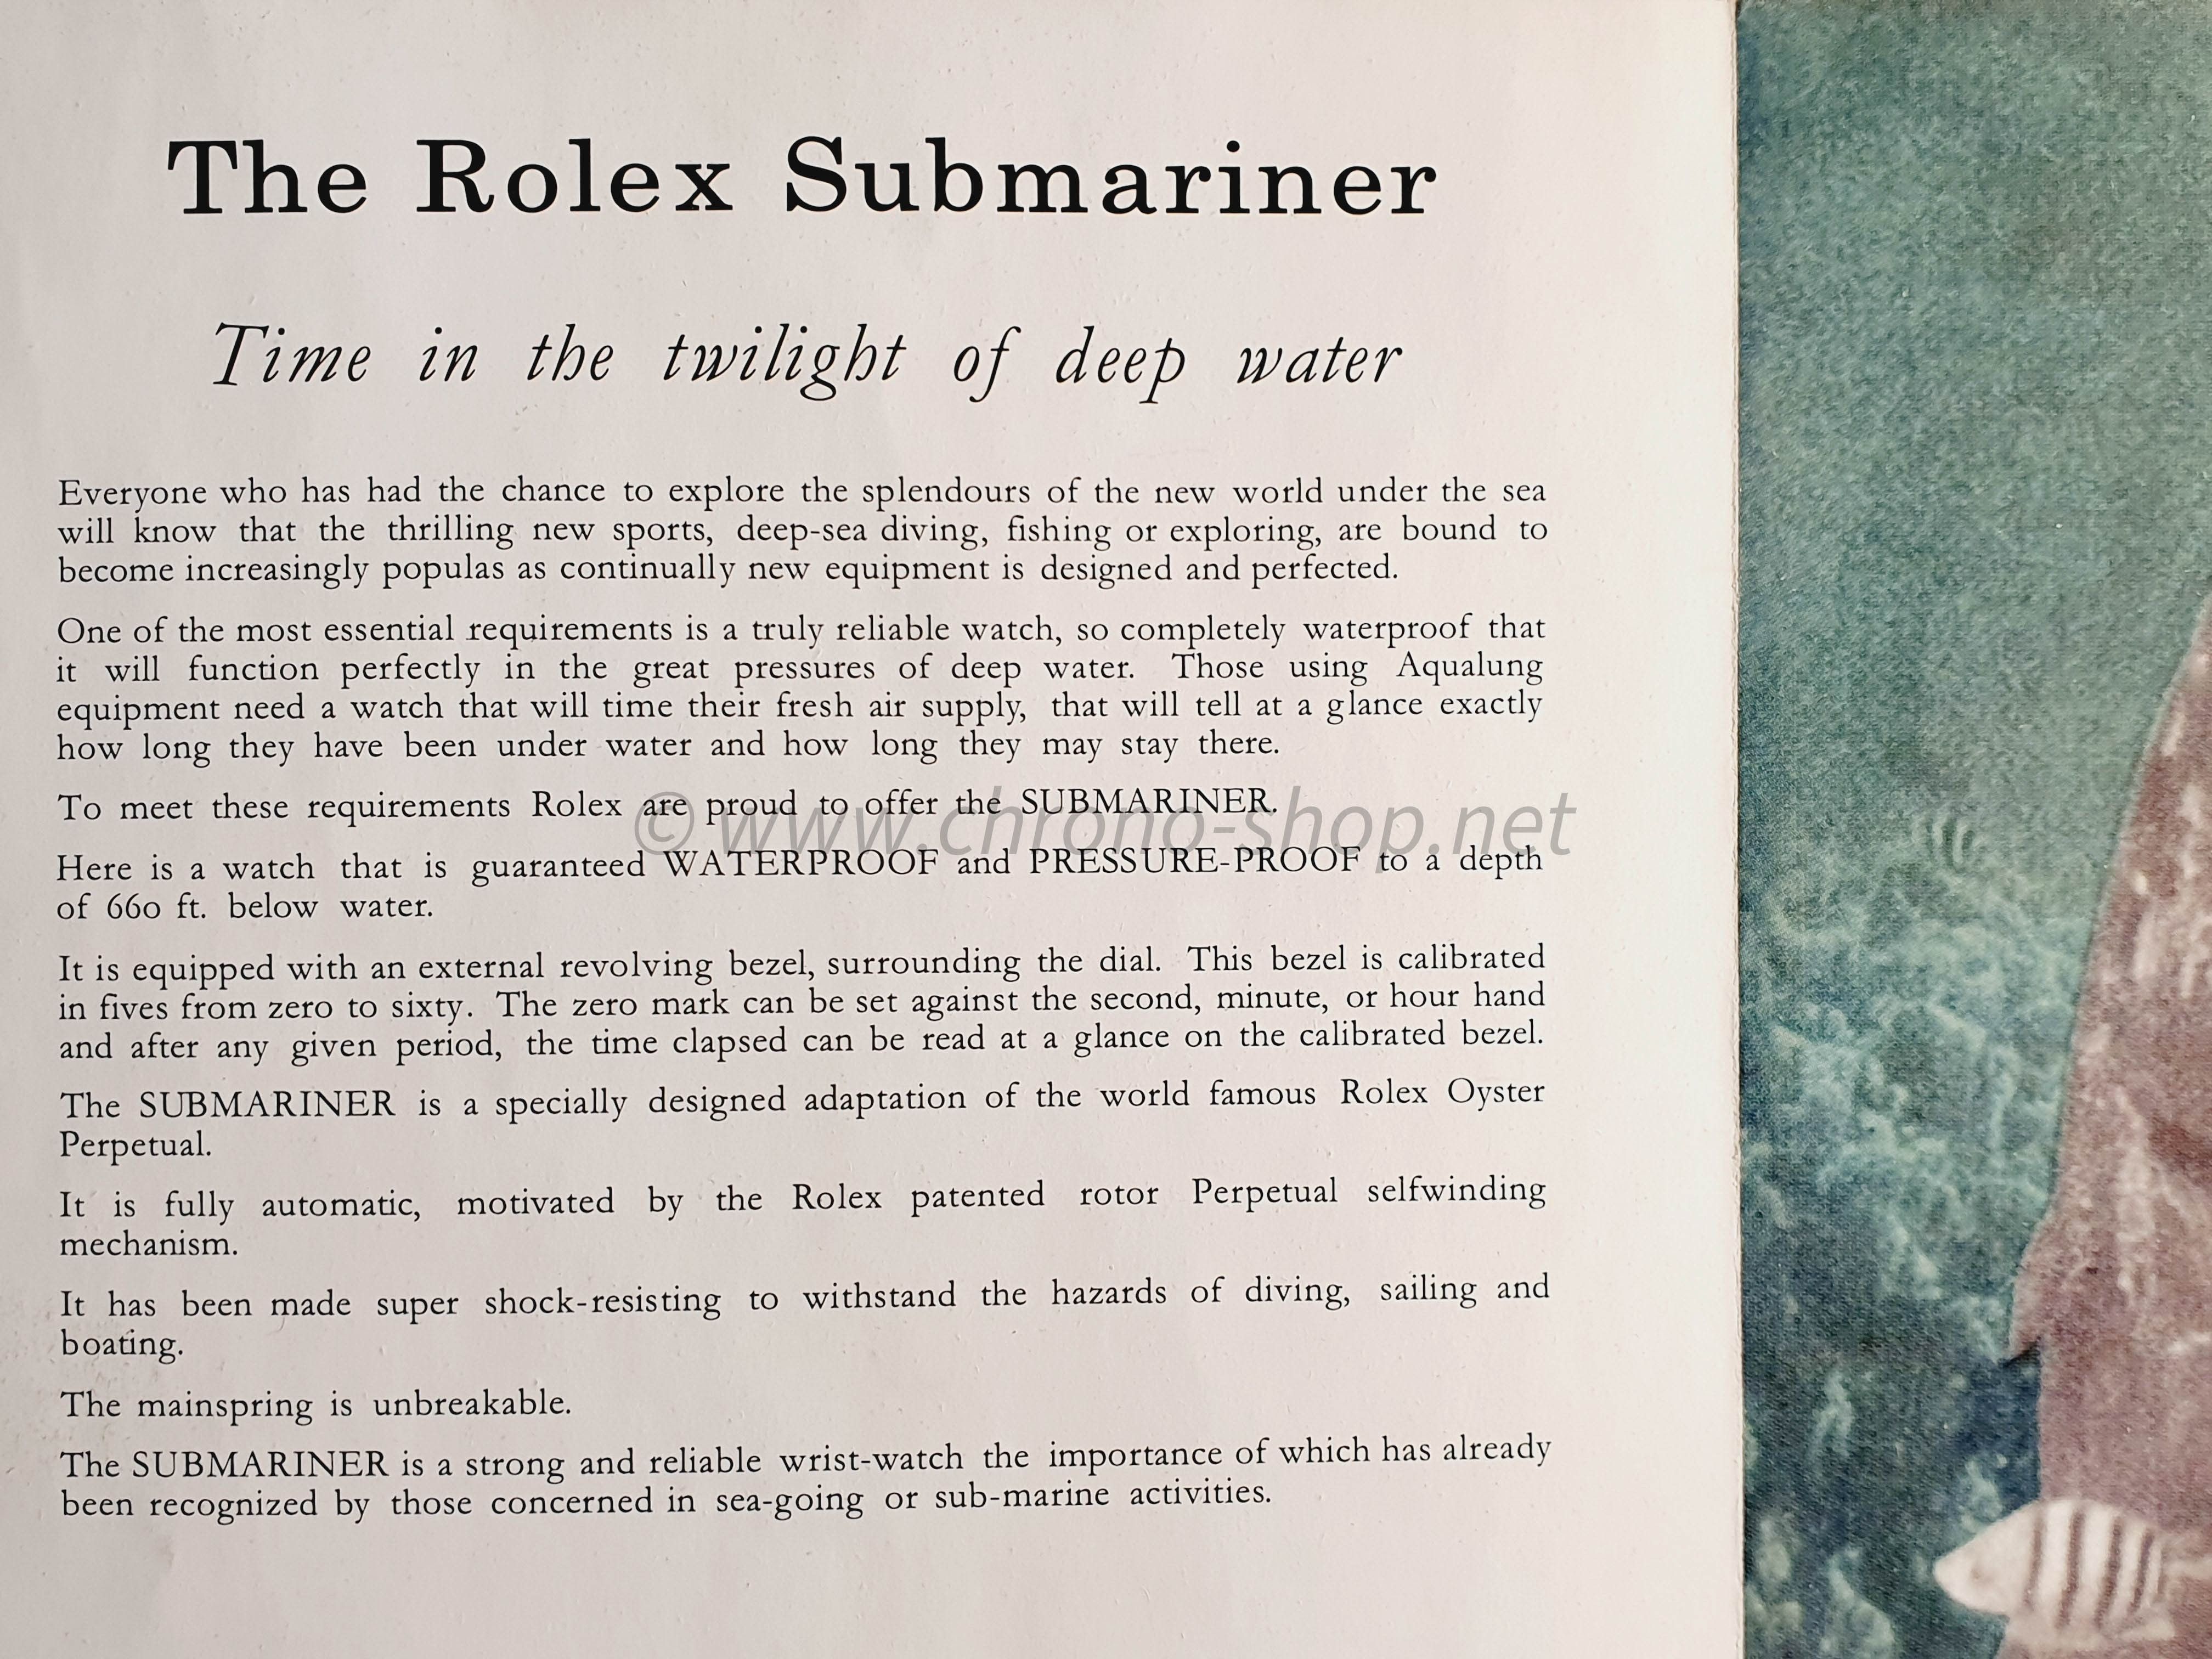 The Rolex Submariner
Time in the twilight of deep water
Everyone who has had the chance to explore the splendours of the new world under the sea
will know that the thrilling new sports, deep-sea diving, fishing or exploring, are bound to
become increasingly populas as continually new equipment is designed and perfected.
One of the most essential requirements is a truly reliable watch, so completely waterproof that
it will function perfectly in the great pressures of deep water. Those using Aqualung
equipment need a watch that will time their fresh air supply, that will tell at a glance exactly
how long they have been under water and how long they may stay there.
To meet these requirements Rolex are proud to offer the SUBMARINER.
© www.chrono-shop.net
Here is a watch that is guaranteed WATERPROOF and PRESSURE-PROOF to a depth
of 660 ft. below water.
It is equipped with an external revolving bezel, surrounding the dial. This bezel is calibrated
in fives from zero to sixty. The zero mark can be set against the second, minute, or hour hand
and after any given period, the time clapsed can be read at a glance on the calibrated bezel.
The SUBMARINER is a specially designed adaptation of the world famous Rolex Oyster
Perpetual.
It is fully automatic, motivated by the Rolex patented rotor Perpetual selfwinding
mechanism.
It has been made super shock-resisting to withstand the hazards of diving, sailing and
boating.
The mainspring is unbreakable.
The SUBMARINER is a strong and reliable wrist-watch the importance of which has already
been recognized by those concerned in sea-going or sub-marine activities.